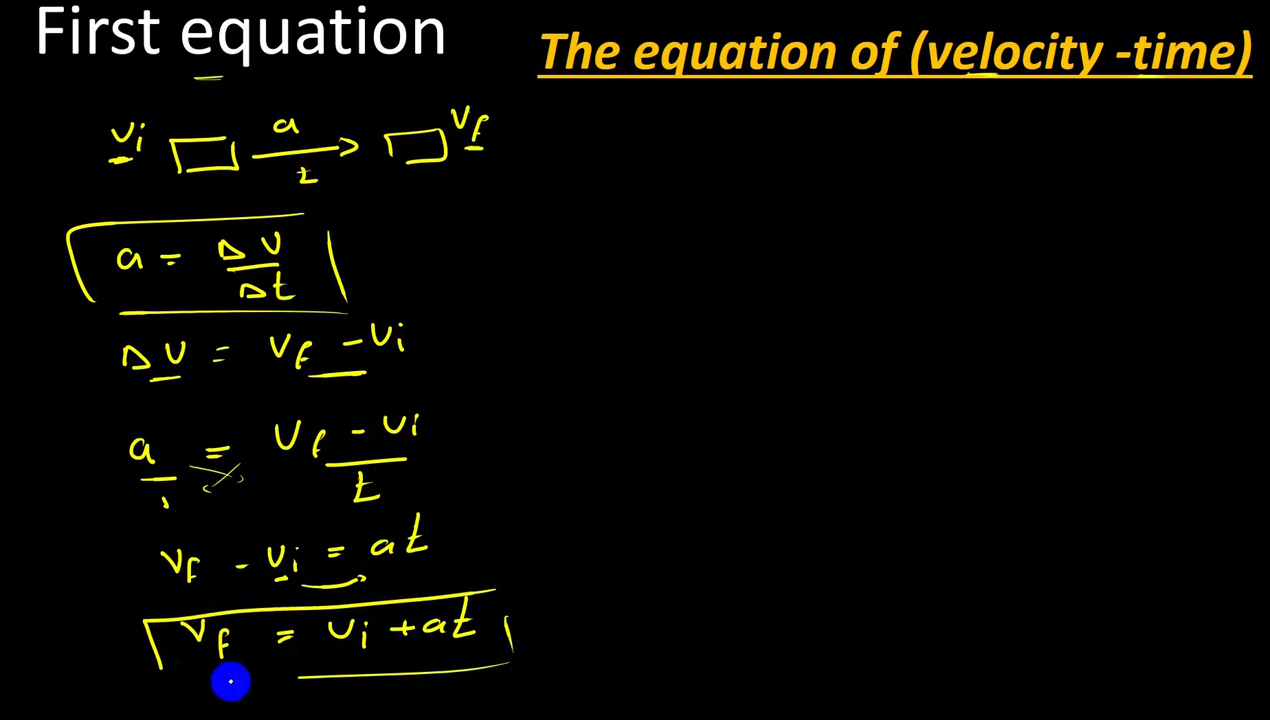 First equation
The equation of (velocity -time)
vi a vf
t
a = Δv
Δt
Δv = vf - vi
a = vf - vi
1 t
vf - vi = at
vf = vi + at